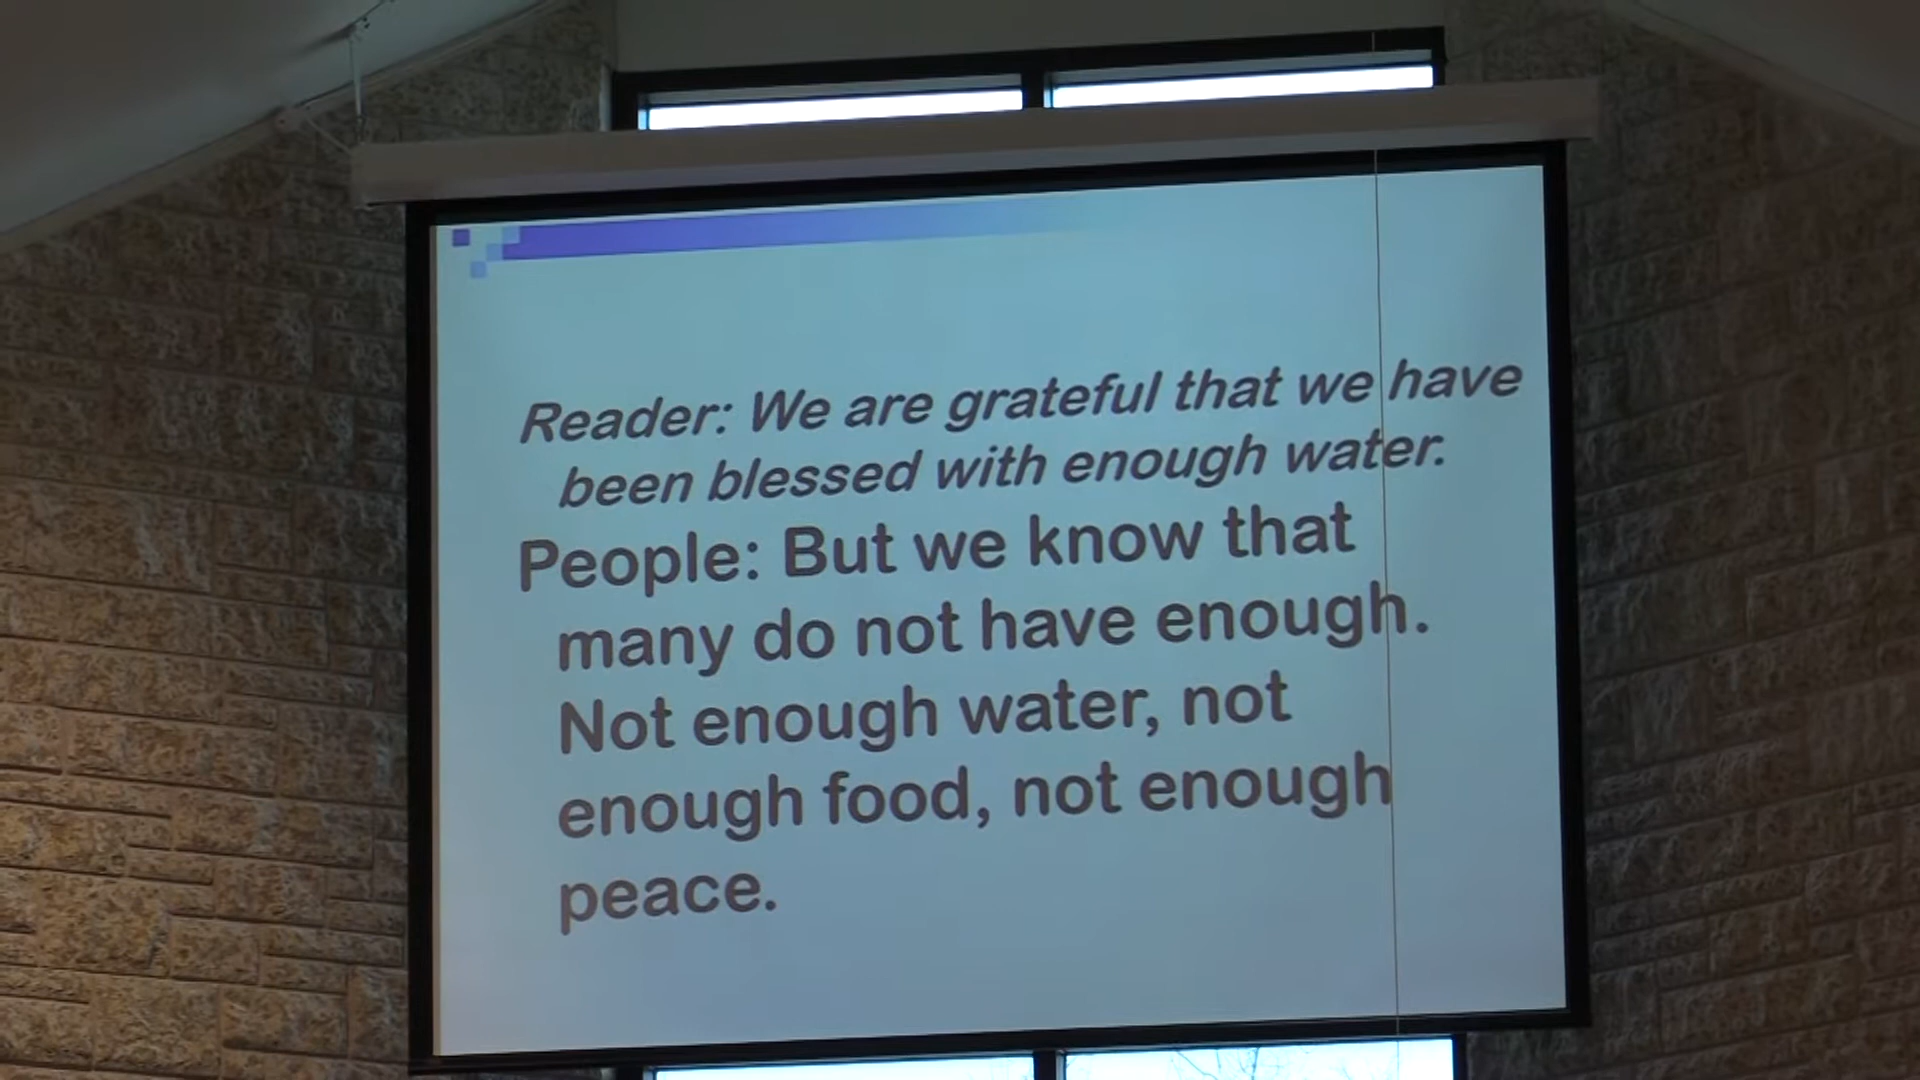 Reader: We are grateful that we have
been blessed with enough water.
People: But we know that
many do not have enough.
Not enough water, not
enough food, not enough
peace.